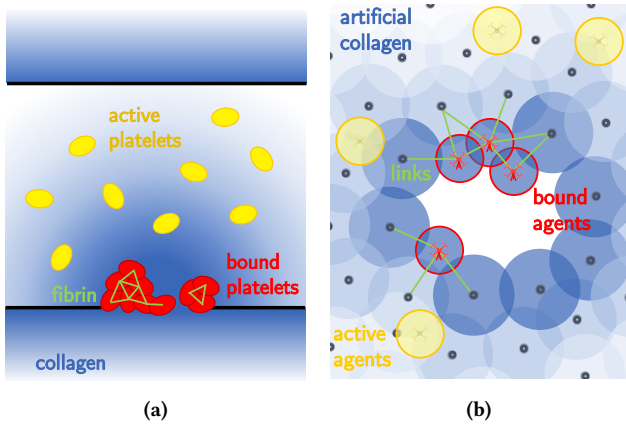 active
platelets
fibrin
bound
platelets
collagen
(a)
artificial
collagen
links
bound
agents
active
agents
(b)